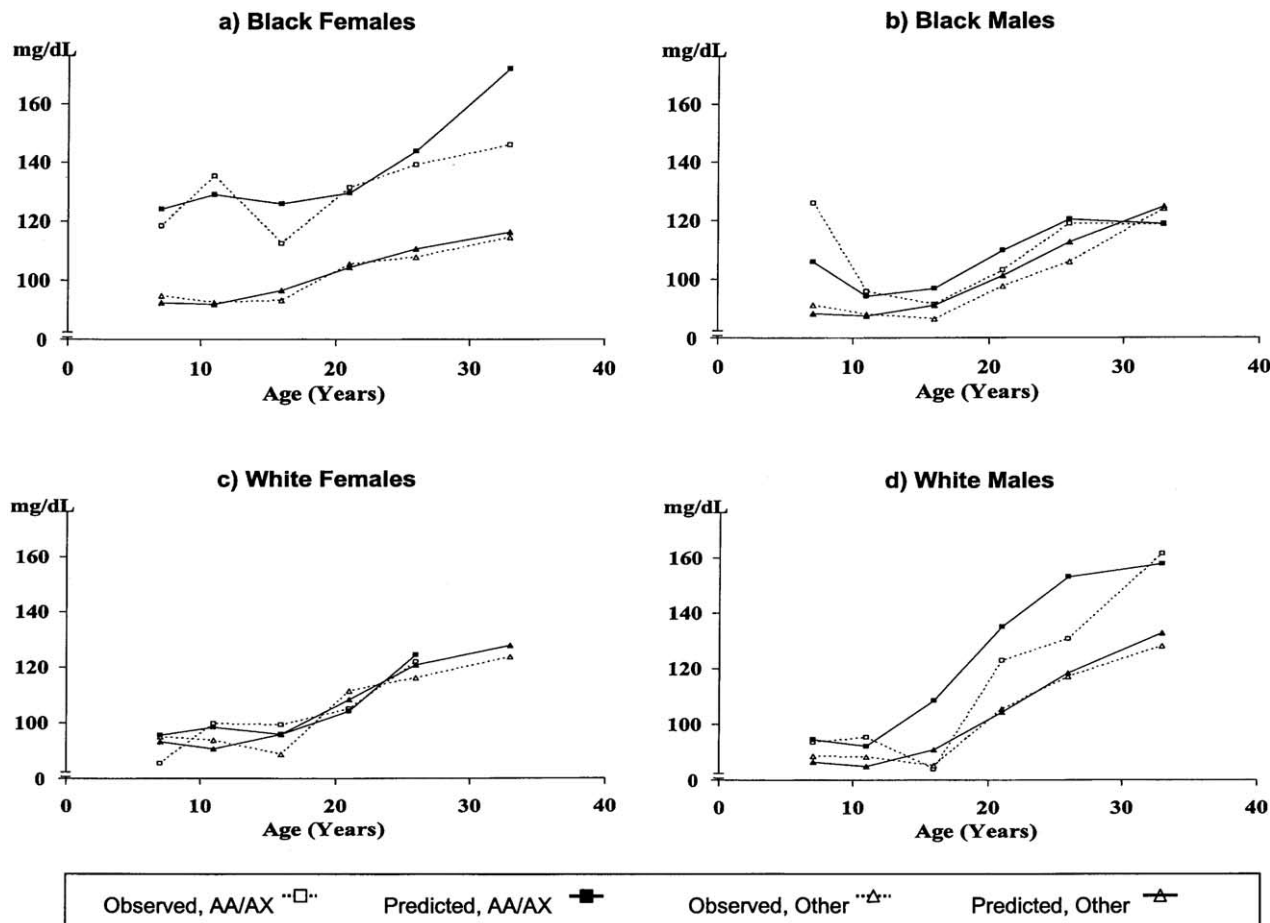 a) Black Females
mg/dL
160
140
120
100
0
0 10 20 30 40
Age (Years)
b) Black Males
mg/dL
160
140
120
100
0
0 10 20 30 40
Age (Years)
c) White Females
mg/dL
160
140
120
100
0
0 10 20 30 40
Age (Years)
d) White Males
mg/dL
160
140
120
100
0
0 10 20 30 40
Age (Years)
Observed, AA/AX Predicted, AA/AX Observed, Other Predicted, Other